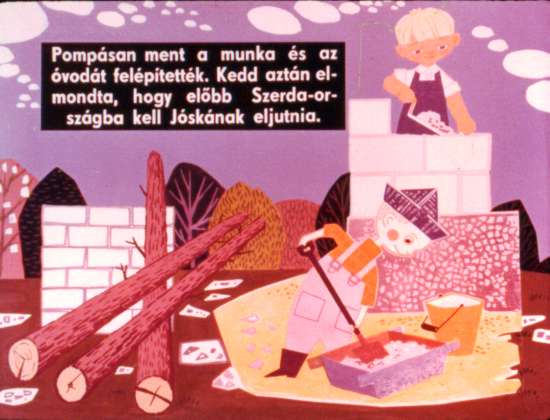 Pompásan ment a munka és az
óvodát felépítették. Kedd aztán el-
mondta, hogy előbb Szerda-or-
szágba kell Jóskának eljutnia.